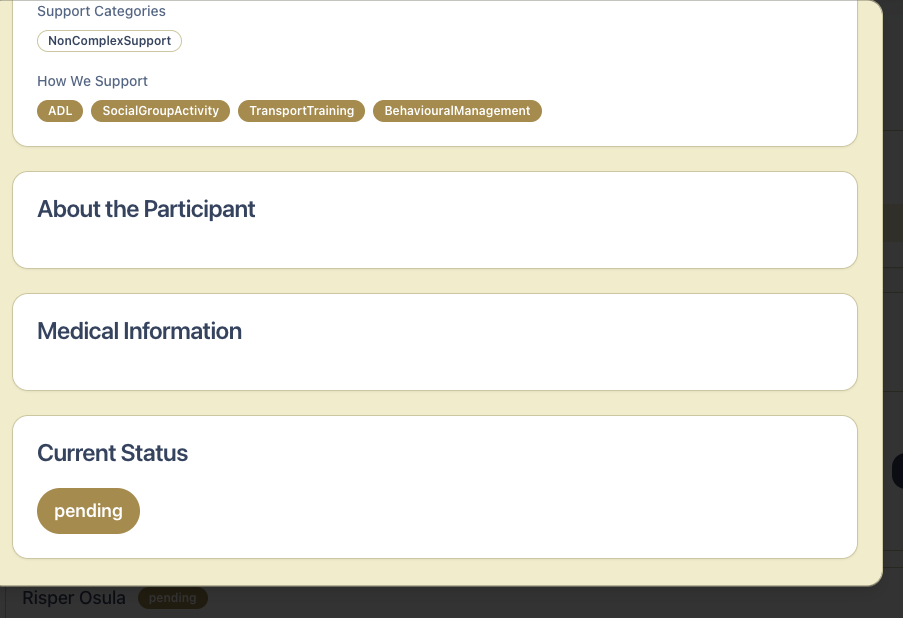 Support Categories
NonComplexSupport
How We Support
ADL SocialGroupActivity TransportTraining BehaviouralManagement
About the Participant
Medical Information
Current Status
pending
Risper Osula pending